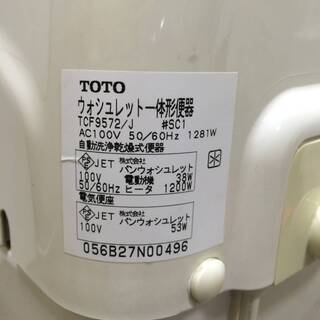 TOTO
ウォシュレット一体形便器
TCF9572/J #SC1
AC100V 50/60Hz 1281W
自動洗浄乾燥式便器
JET 株式会社 パンウォシュレット
100V 電動機 38W
50/60Hz ヒータ 1200W
電気便座
JET 株式会社 パンウォシュレット
100V 53W
056B27N00496